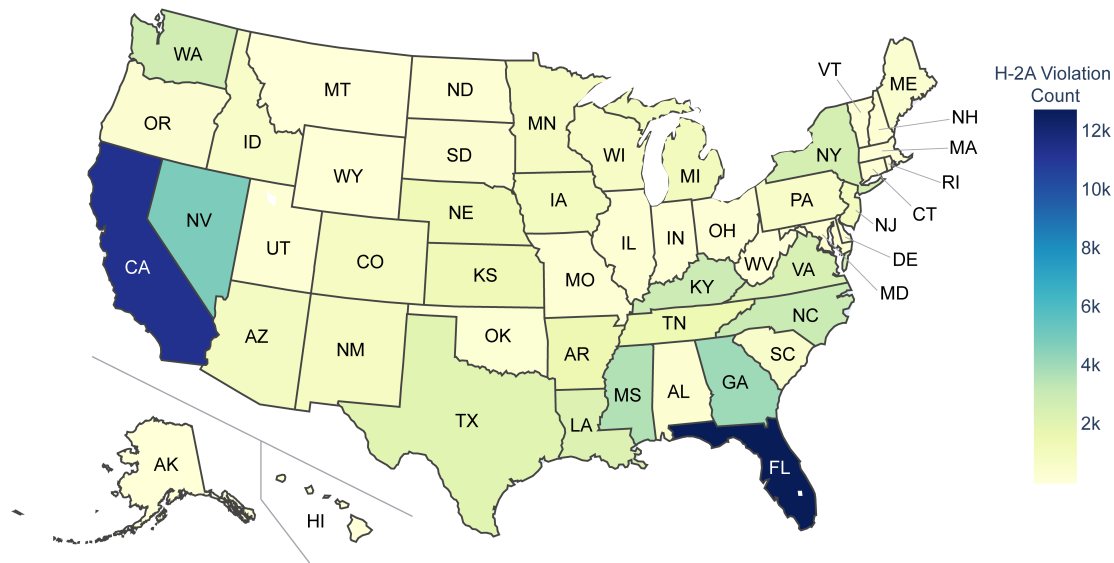 WA
MT
ND
MN
VT
ME
H-2A Violation
Count
OR
ID
SD
WI
MI
NY
NH
MA
RI
CT
12k
WY
IA
NE
PA
NJ
10k
NV
UT
CO
KS
IL
IN
OH
WV
VA
DE
MD
8k
CA
MO
KY
6k
AZ
NM
OK
AR
TN
NC
SC
4k
TX
LA
MS
AL
GA
2k
FL
AK
HI